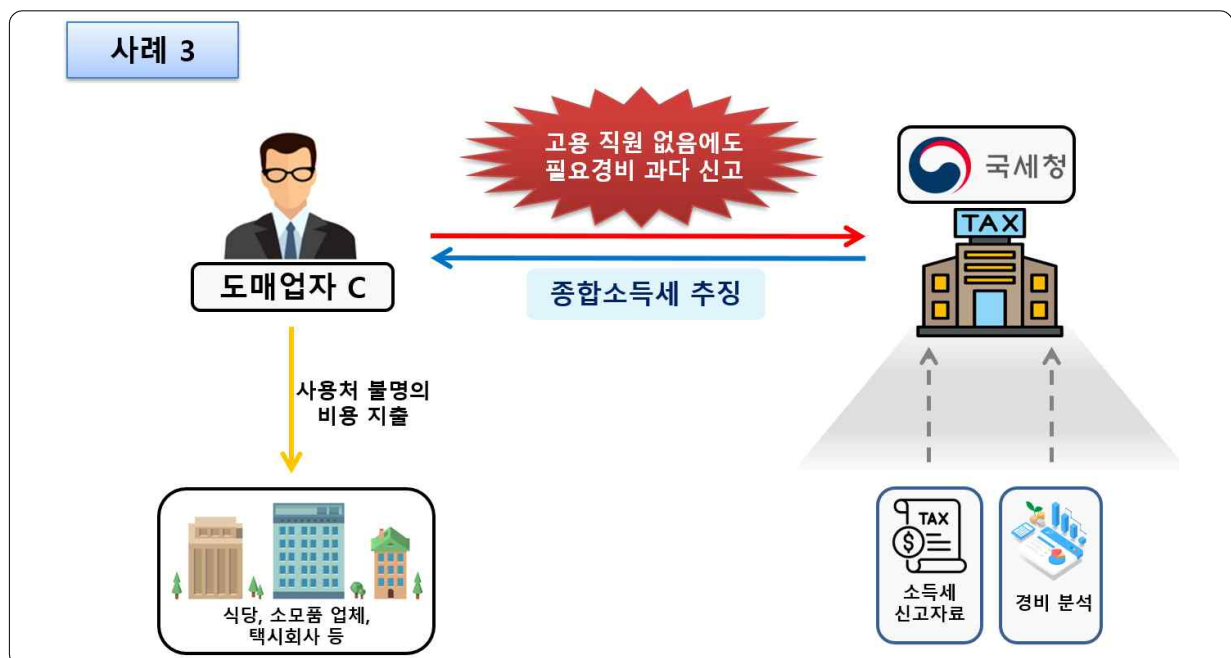 사례 3
고용 직원 없음에도
필요경비 과다 신고
국세청
TAX
도매업자 C
종합소득세 추징
사용처 불명의
비용 지출
식당, 소모품 업체,
택시회사 등
TAX
$
소득세
신고자료
경비 분석